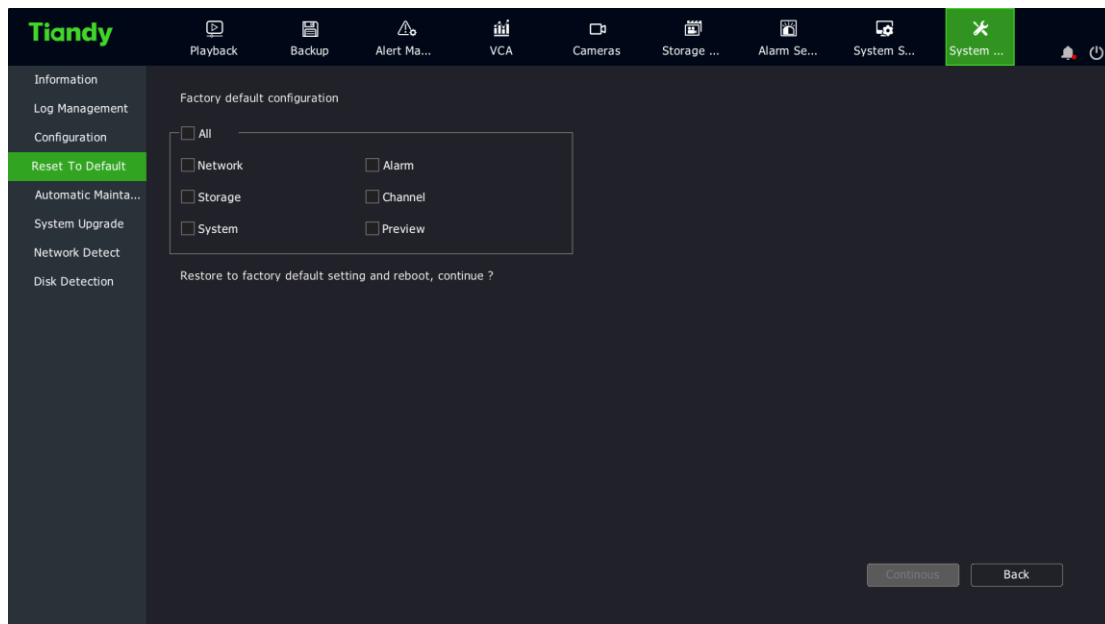 Tiandy
Playback
Backup
Alert Ma...
VCA
Cameras
Storage ...
Alarm Se...
System S...
System ...
Information
Log Management
Configuration
Reset To Default
Automatic Mainta...
System Upgrade
Network Detect
Disk Detection
Factory default configuration
All
Network
Alarm
Storage
Channel
System
Preview
Restore to factory default setting and reboot, continue ?
Continous
Back